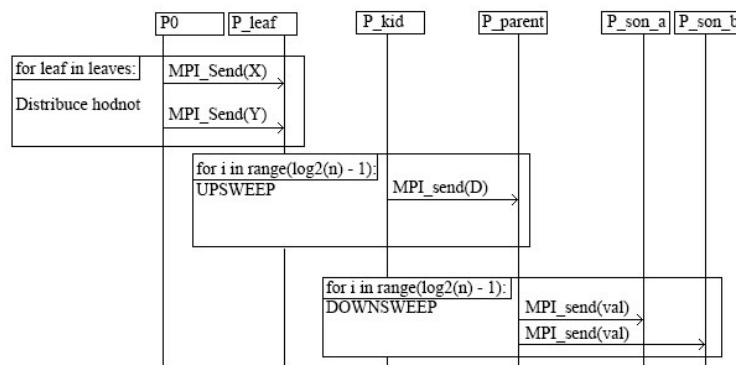 P0 P_leaf P_kid P_parent P_son_a P_son_b
for leaf in leaves:
MPI_Send(X)
Distribuce hodnot
MPI_Send(Y)
for i in range(log2(n) - 1):
UPSWEEP
MPI_send(D)
for i in range(log2(n) - 1):
DOWNSWEEP
MPI_send(val)
MPI_send(val)